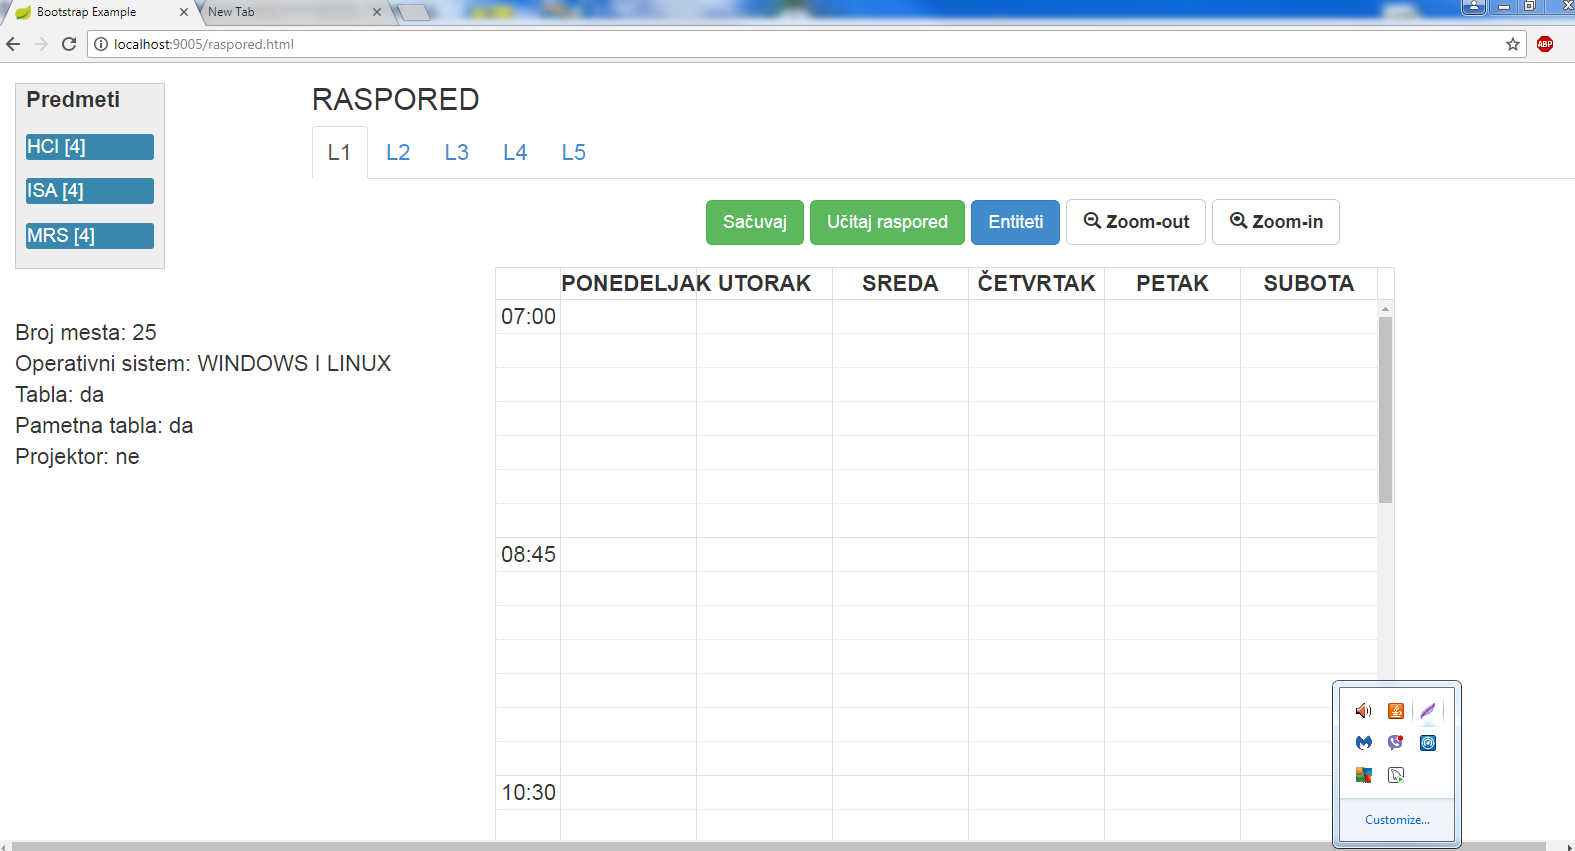 Bootstrap Example
New Tab
localhost:9005/raspored.html
ABP
Predmeti
HCI [4]
ISA [4]
MRS [4]
Broj mesta: 25
Operativni sistem: WINDOWS I LINUX
Tabla: da
Pametna tabla: da
Projektor: ne
RASPORED
L1 L2 L3 L4 L5
Sačuvaj Učitaj raspored Entiteti Zoom-out Zoom-in
PONEDELJAK UTORAK SREDA ČETVRTAK PETAK SUBOTA
07:00
08:45
10:30
Customize...